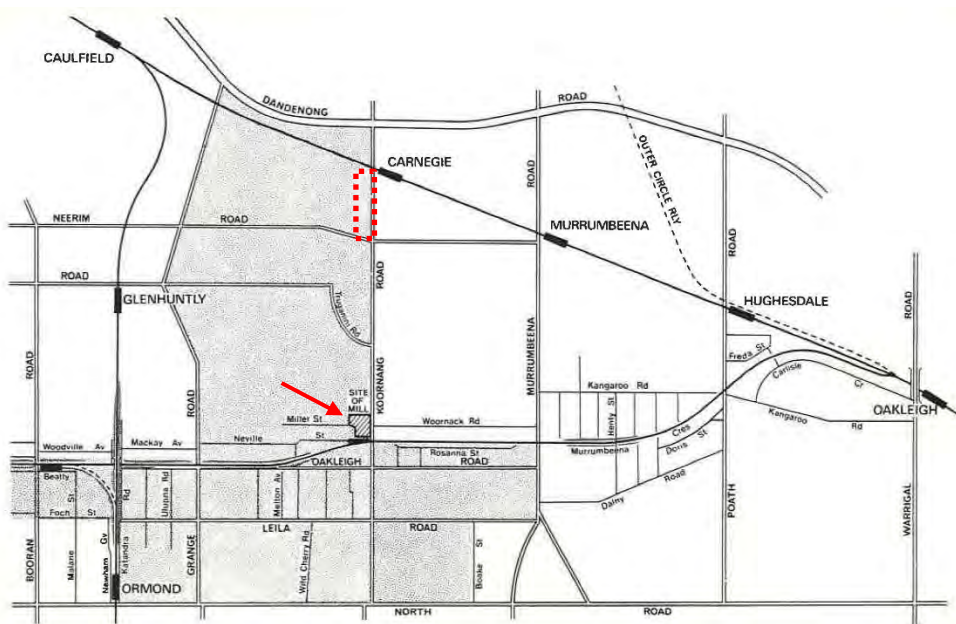 CAULFIELD
DANDENONG
ROAD
CARNEGIE
OUTER CIRCLE RLY
ROAD
NEERIM
ROAD
MURRUMBEENA
ROAD
ROAD
GLENHUNTLY
Truganini Rd
ROAD
HUGHESDALE
ROAD
ROAD
ROAD
KOORNANG
MURRUMBEENA
Freda St
Carlisle
Cr
OAKLEIGH
SITE
OF
MILL
Kangaroo Rd
Kangaroo
Rd
Miller St
Woornack Rd
Henty St
Cres
Doris St
Woodville Av
Mackay Av
Neville
St
OAKLEIGH
Rosanna St
ROAD
Murrumbeena
Road
Dalny
Beatty
St
Foch St
Rd
Ulupna Rd
Melton Av
LEILA
ROAD
POATH
WARRIGAL
BOORAN
Malane
Newham Gv
Katandra
GRANGE
Wild Cherry Rd
Boake St
ORMOND
NORTH
ROAD